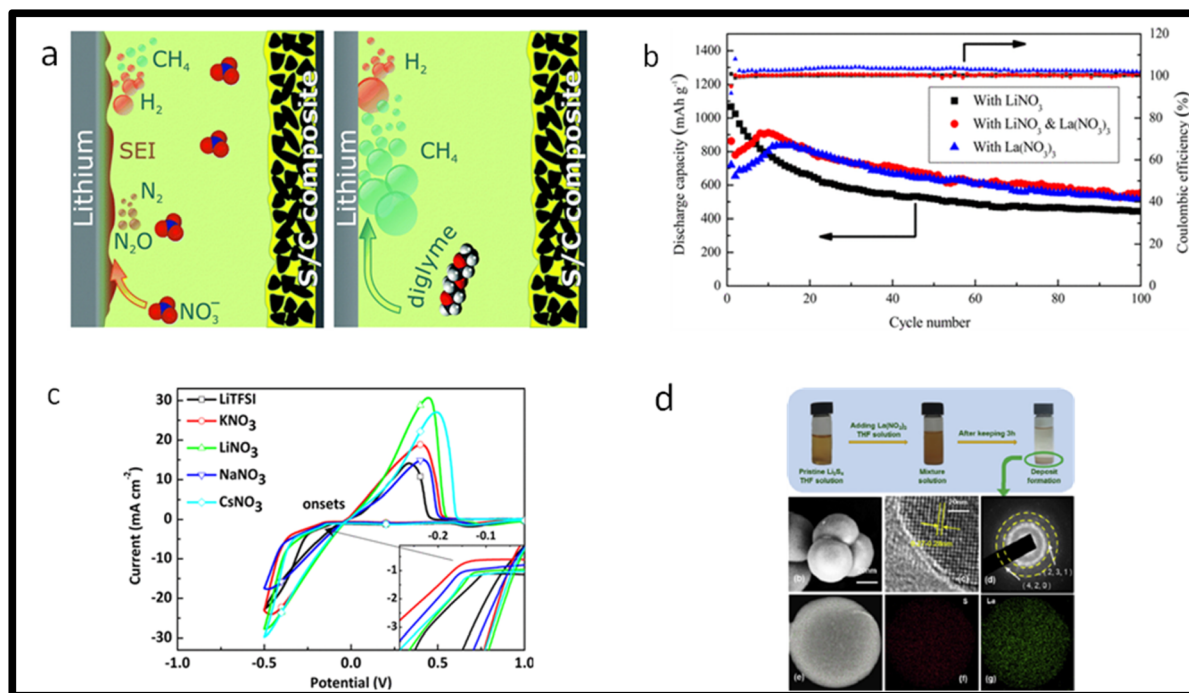 a
CH4
H2
SEI
N2
N2O
NO3−
Lithium
S/C composite
H2
CH4
diglyme
S/C composite
b
Discharge capacity (mAh g-1)
1400
1200
1000
800
600
400
200
0
With LiNO3
With LiNO3 & La(NO3)3
With La(NO3)3
120
100
80
60
40
20
0
Coulombic efficiency (%)
0 20 40 60 80 100
Cycle number
c
Current (mA cm-2)
30
20
10
0
-10
-20
-30
LiTFSI
KNO3
LiNO3
NaNO3
CsNO3
onsets
-0.2 -0.1
-1
-2
-3
-1.0 -0.5 0.0 0.5 1.0
Potential (V)
d
Adding La(NO3)3
THF solution
After keeping 3h
Pristine Li2S8
THF solution
Mixture
solution
Deposit
formation
(b)
(c)
(d)
(2, 3, 1)
(4, 2, 0)
(e)
S
(f)
La
(g)